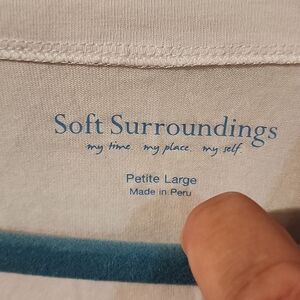 Soft Surroundings
my time. my place. my self.
Petite Large
Made in Peru